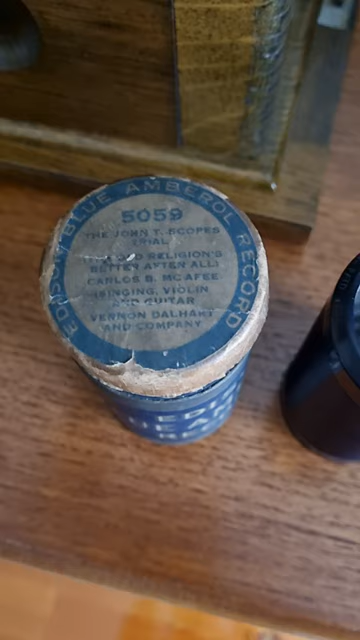 EDISON BLUE AMBEROL RECORD
5059
THE JOHN T. SCOPES
TRIAL
RELIGION'S
BETTER AFTER ALL)
CARLOS B. MCAFEE
SINGING, VIOLIN
AND GUITAR
VERNON DALHART
AND COMPANY